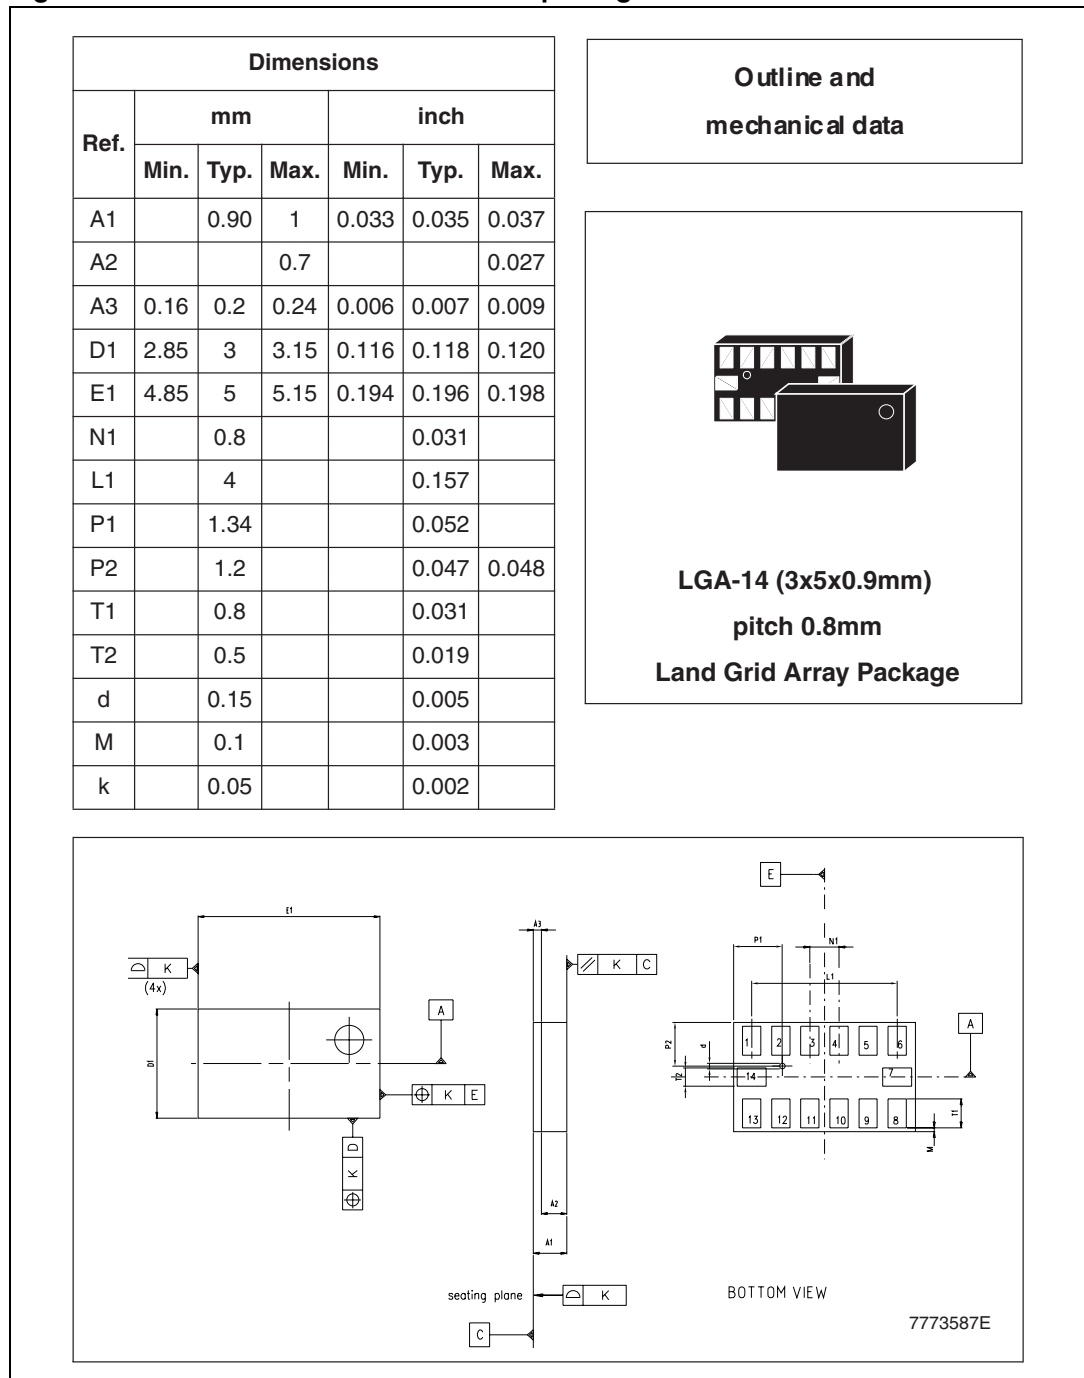 Dimensions
Ref. mm inch
Min. Typ. Max. Min. Typ. Max.
A1 0.90 1 0.033 0.035 0.037
A2 0.7 0.027
A3 0.16 0.2 0.24 0.006 0.007 0.009
D1 2.85 3 3.15 0.116 0.118 0.120
E1 4.85 5 5.15 0.194 0.196 0.198
N1 0.8 0.031
L1 4 0.157
P1 1.34 0.052
P2 1.2 0.047 0.048
T1 0.8 0.031
T2 0.5 0.019
d 0.15 0.005
M 0.1 0.003
k 0.05 0.002
Outline and
mechanical data
LGA-14 (3x5x0.9mm)
pitch 0.8mm
Land Grid Array Package
E1
K
(4x)
D1
A
K E
K D
A3
K C
A2
A1
seating plane
K
C
E
P1
N1
L1
P2
d
T2
A
1 2 3 4 5 6
14 7
13 12 11 10 9 8
T1
M
BOTTOM VIEW
7773587E